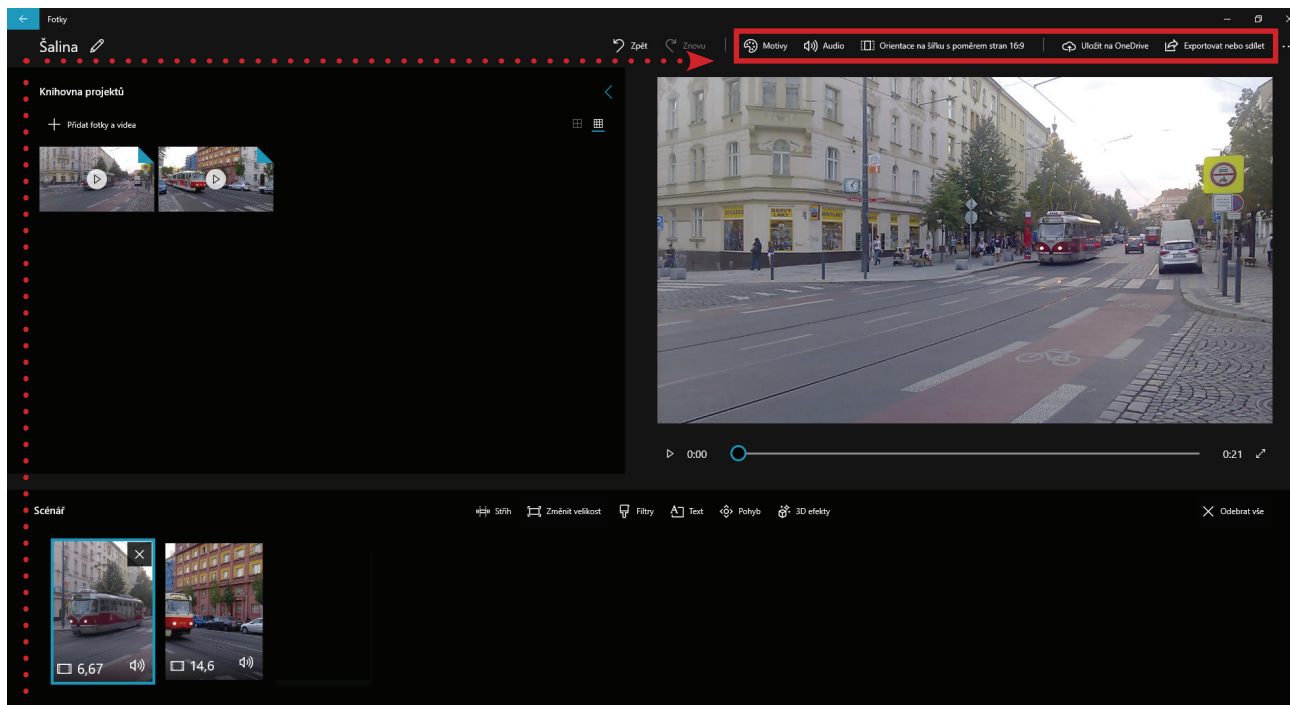 Fotky
Šalina
Zpět
Znovu
Motivy
Audio
Orientace na šířku s poměrem stran 16:9
Uložit na OneDrive
Exportovat nebo sdílet
Knihovna projektů
Přidat fotky a videa
0:00
0:21
Scénář
Střih
Změnit velikost
Filtry
Text
Pohyb
3D efekty
Odebrat vše
6,67
14,6